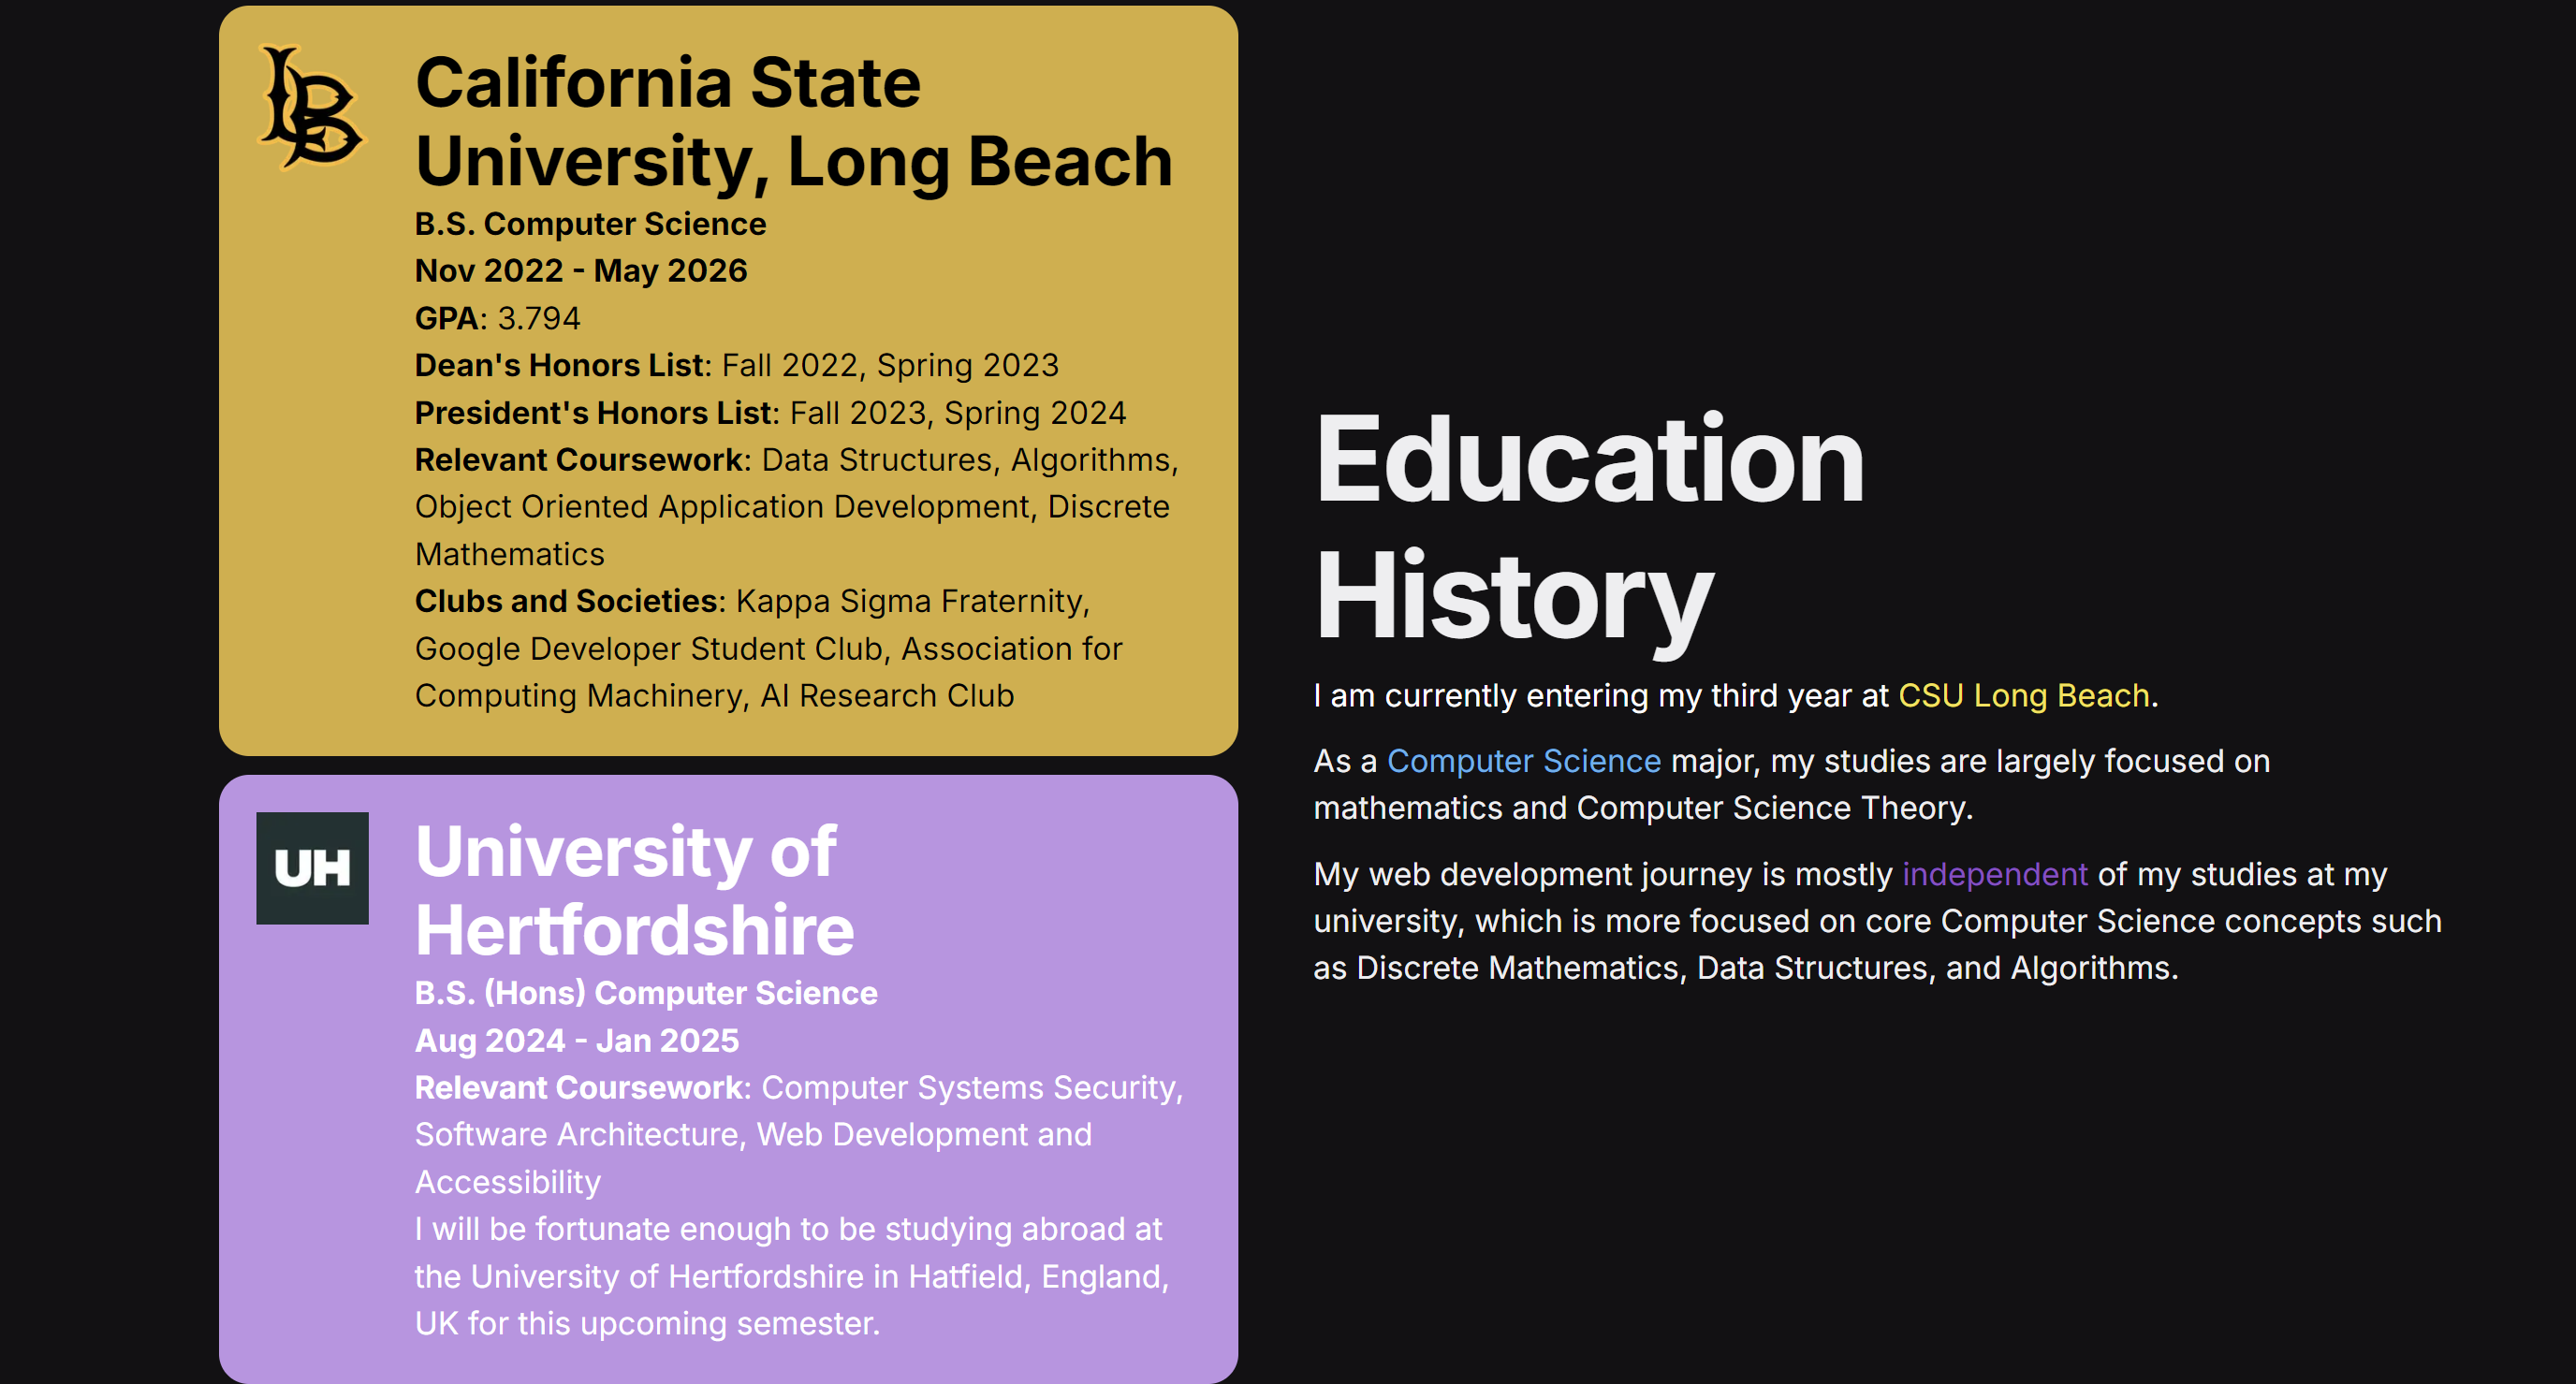 LB
California State
University, Long Beach
B.S. Computer Science
Nov 2022 - May 2026
GPA: 3.794
Dean's Honors List: Fall 2022, Spring 2023
President's Honors List: Fall 2023, Spring 2024
Relevant Coursework: Data Structures, Algorithms,
Object Oriented Application Development, Discrete
Mathematics
Clubs and Societies: Kappa Sigma Fraternity,
Google Developer Student Club, Association for
Computing Machinery, AI Research Club
UH
University of
Hertfordshire
B.S. (Hons) Computer Science
Aug 2024 - Jan 2025
Relevant Coursework: Computer Systems Security,
Software Architecture, Web Development and
Accessibility
I will be fortunate enough to be studying abroad at
the University of Hertfordshire in Hatfield, England,
UK for this upcoming semester.
Education
History
I am currently entering my third year at CSU Long Beach.
As a Computer Science major, my studies are largely focused on
mathematics and Computer Science Theory.
My web development journey is mostly independent of my studies at my
university, which is more focused on core Computer Science concepts such
as Discrete Mathematics, Data Structures, and Algorithms.